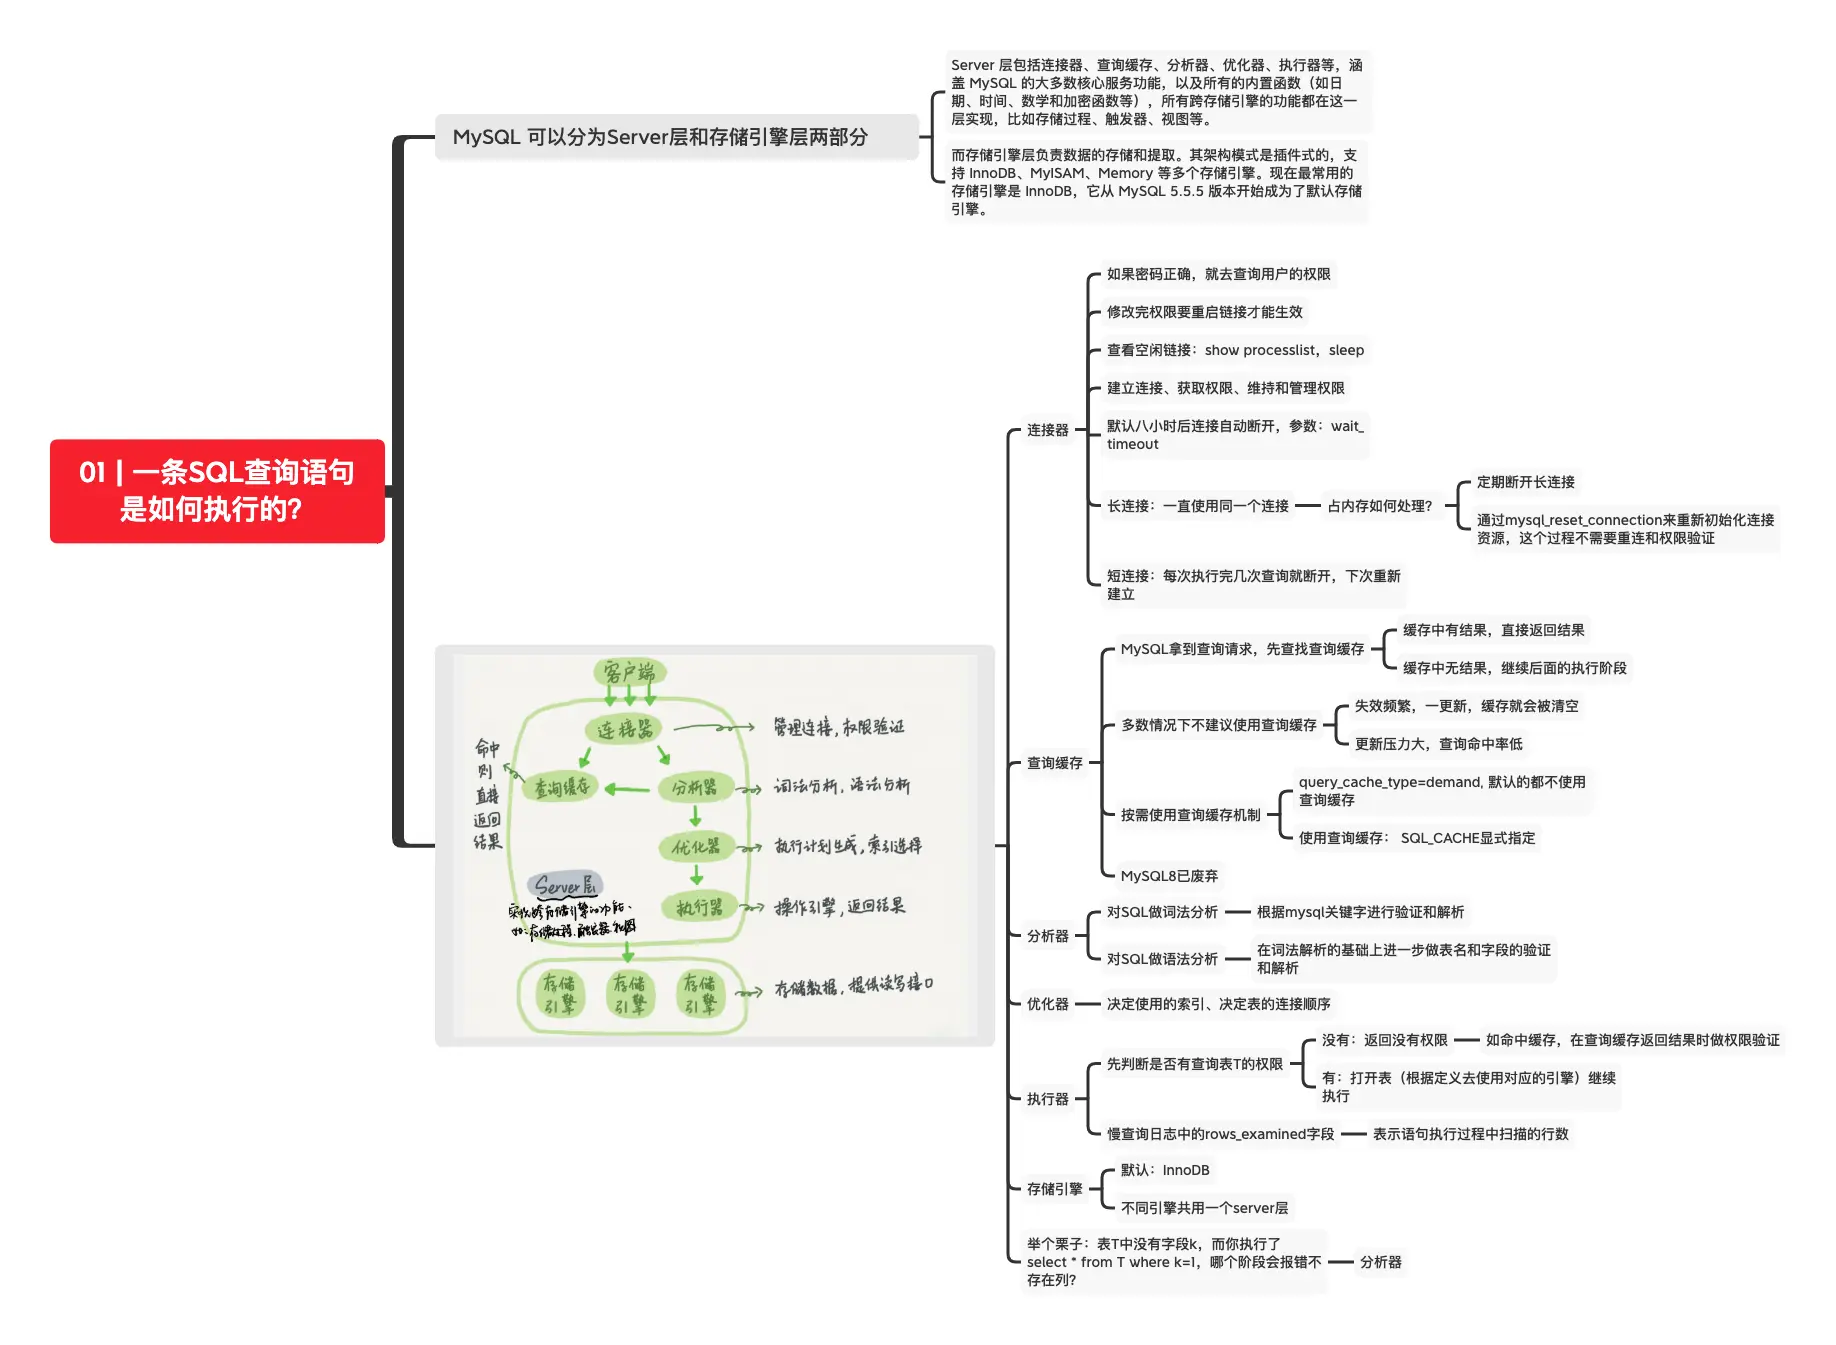 01 | 一条SQL查询语句
是如何执行的？
MySQL 可以分为Server层和存储引擎层两部分
Server 层包括连接器、查询缓存、分析器、优化器、执行器等，涵
盖 MySQL 的大多数核心服务功能，以及所有的内置函数（如日
期、时间、数学和加密函数等），所有跨存储引擎的功能都在这一
层实现，比如存储过程、触发器、视图等。
而存储引擎层负责数据的存储和提取。其架构模式是插件式的，支
持 InnoDB、MyISAM、Memory 等多个存储引擎。现在最常用的
存储引擎是 InnoDB，它从 MySQL 5.5.5 版本开始成为了默认存储
引擎。
客户端
连接器
管理连接，权限验证
命中
则
直接
返回
结果
查询缓存
分析器
词法分析，语法分析
优化器
执行计划生成，索引选择
Server层
执行器
操作引擎，返回结果
存储
引擎
存储
引擎
存储
引擎
存储数据，提供读写接口
连接器
如果密码正确，就去查询用户的权限
修改完权限要重启链接才能生效
查看空闲链接：show processlist，sleep
建立连接、获取权限、维持和管理权限
默认八小时后连接自动断开，参数：wait_
timeout
长连接：一直使用同一个连接
占内存如何处理？
定期断开长连接
通过mysql_reset_connection来重新初始化连接
资源，这个过程不需要重连和权限验证
短连接：每次执行完几次查询就断开，下次重新
建立
查询缓存
MySQL拿到查询请求，先查找查询缓存
缓存中有结果，直接返回结果
缓存中无结果，继续后面的执行阶段
多数情况下不建议使用查询缓存
失效频繁，一更新，缓存就会被清空
更新压力大，查询命中率低
按需使用查询缓存机制
query_cache_type=demand, 默认的都不使用
查询缓存
使用查询缓存： SQL_CACHE显式指定
MySQL8已废弃
分析器
对SQL做词法分析
根据mysql关键字进行验证和解析
对SQL做语法分析
在词法解析的基础上进一步做表名和字段的验证
和解析
优化器
决定使用的索引、决定表的连接顺序
执行器
先判断是否有查询表T的权限
没有：返回没有权限
如命中缓存，在查询缓存返回结果时做权限验证
有：打开表（根据定义去使用对应的引擎）继续
执行
慢查询日志中的rows_examined字段
表示语句执行过程中扫描的行数
存储引擎
默认：InnoDB
不同引擎共用一个server层
举个栗子：表T中没有字段k，而你执行了
select * from T where k=1，哪个阶段会报错不
存在列？
分析器